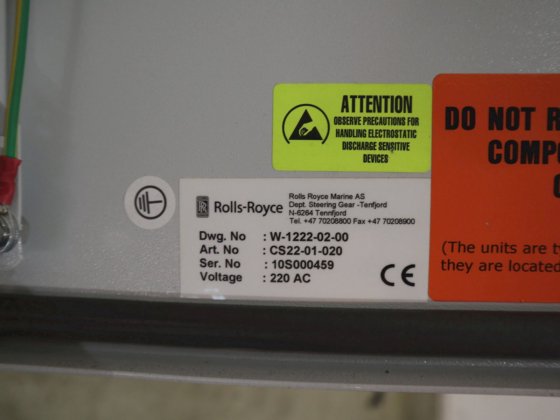 ATTENTION
OBSERVE PRECAUTIONS FOR
HANDLING ELECTROSTATIC
DISCHARGE SENSITIVE
DEVICES
DO NOT R
COMPO
(The units are
they are located
RR
Rolls-Royce
Rolls Royce Marine AS
Dept. Steering Gear -Tenfjord
N-6264 Tennfjord
Tel. +47 70208800 Fax +47 70208900
Dwg. No : W-1222-02-00
Art. No : CS22-01-020
Ser. No : 10S000459
Voltage : 220 AC
CE